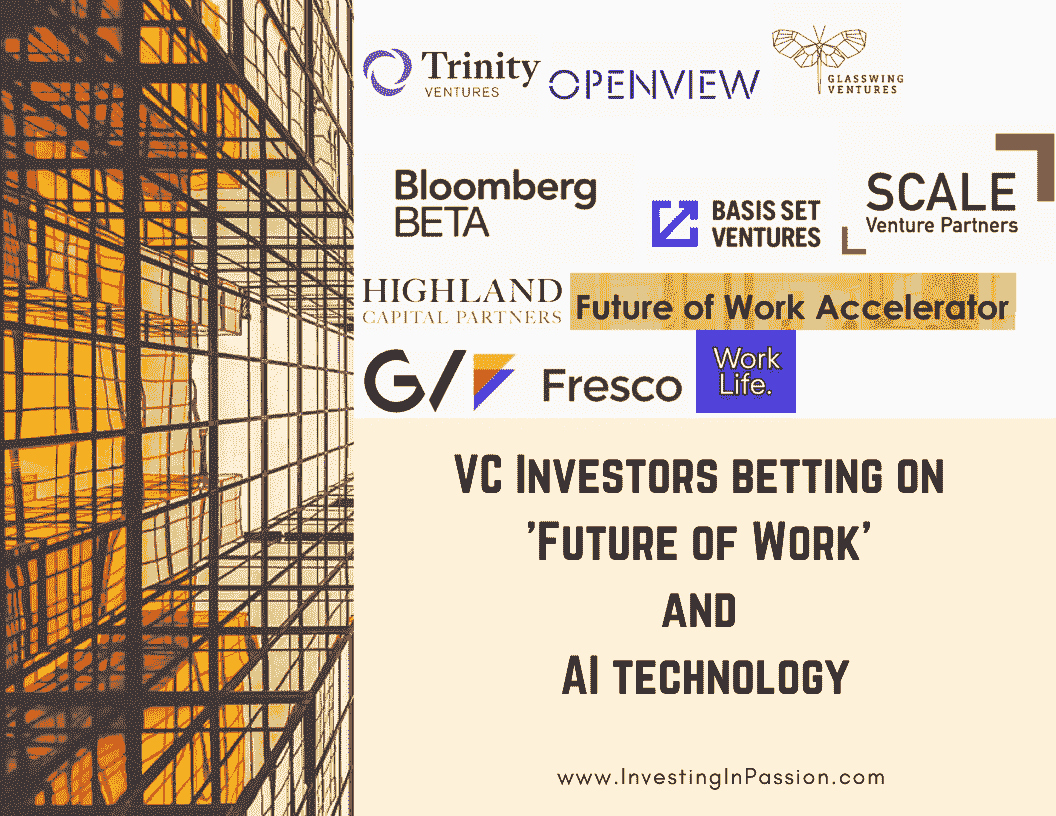 Trinity
VENTURES
OPENVIEW
GLASSWING
VENTURES
Bloomberg
BETA
BASIS SET
VENTURES
SCALE
Venture Partners
HIGHLAND
CAPITAL PARTNERS
Future of Work Accelerator
G/
Fresco
Work
Life.
VC Investors betting on
'Future of Work'
and
AI technology
www.InvestingInPassion.com